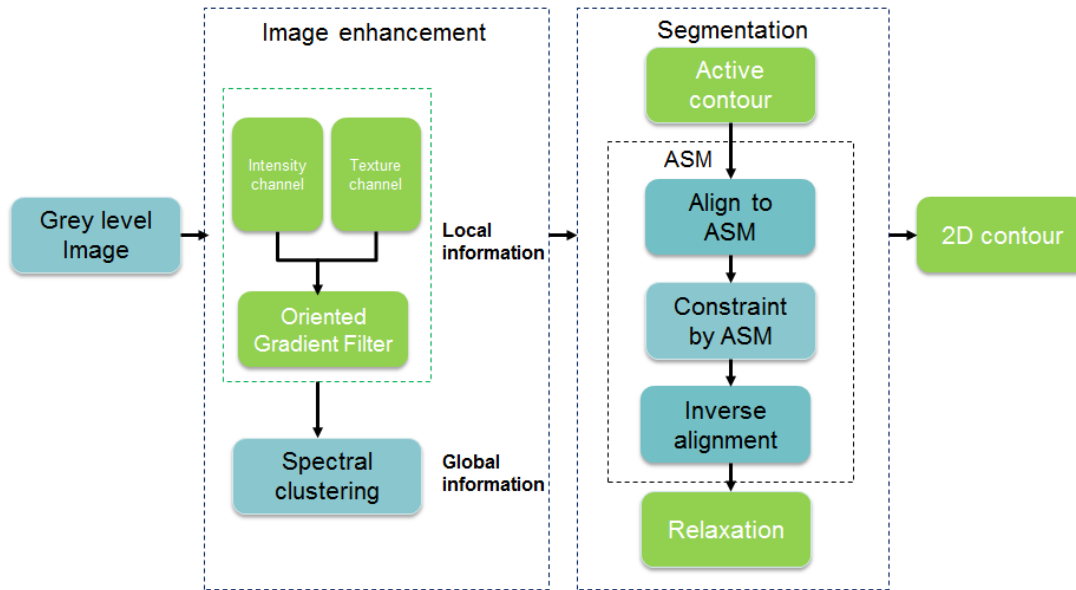 Image enhancement
Segmentation
Grey level
Image
Intensity
channel
Texture
channel
Oriented
Gradient Filter
Local
information
Spectral
clustering
Global
information
Active
contour
ASM
Align to
ASM
Constraint
by ASM
Inverse
alignment
Relaxation
2D contour